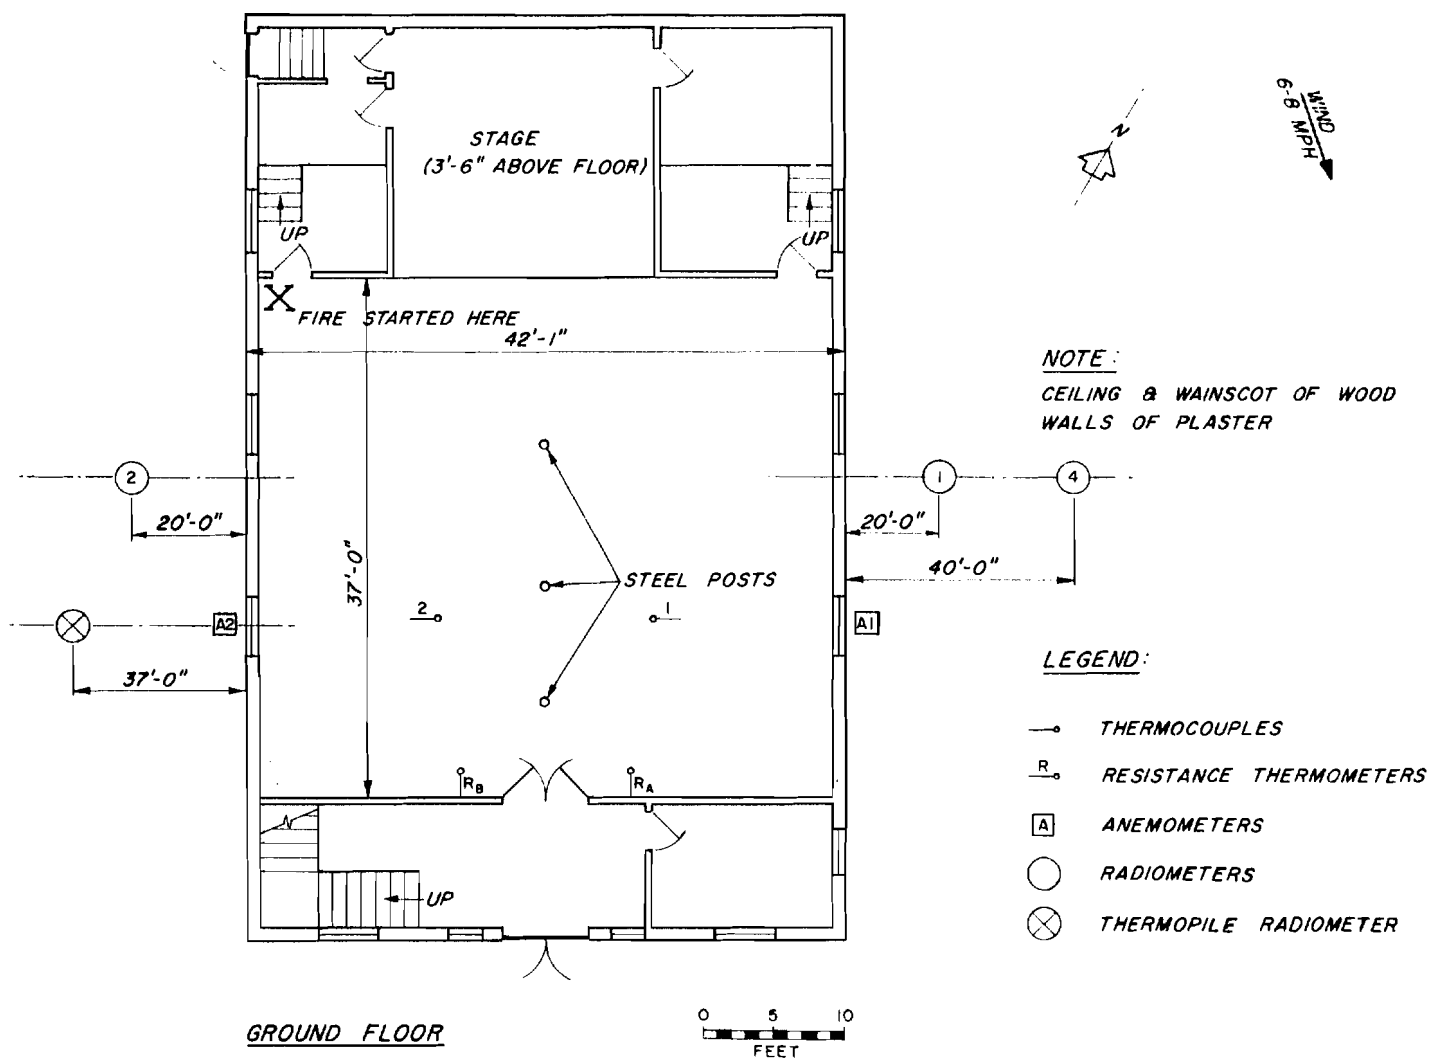 STAGE
(3'-6" ABOVE FLOOR)
N
WIND
6-8 MPH
UP
UP
FIRE STARTED HERE
42'-1"
NOTE:
CEILING & WAINSCOT OF WOOD
WALLS OF PLASTER
2
1
4
20'-0"
20'-0"
37'-0"
40'-0"
STEEL POSTS
2
1
A2
A1
37'-0"
LEGEND:
THERMOCOUPLES
R RESISTANCE THERMOMETERS
A ANEMOMETERS
RADIOMETERS
THERMOPILE RADIOMETER
RB
RA
UP
GROUND FLOOR
0 5 10
FEET